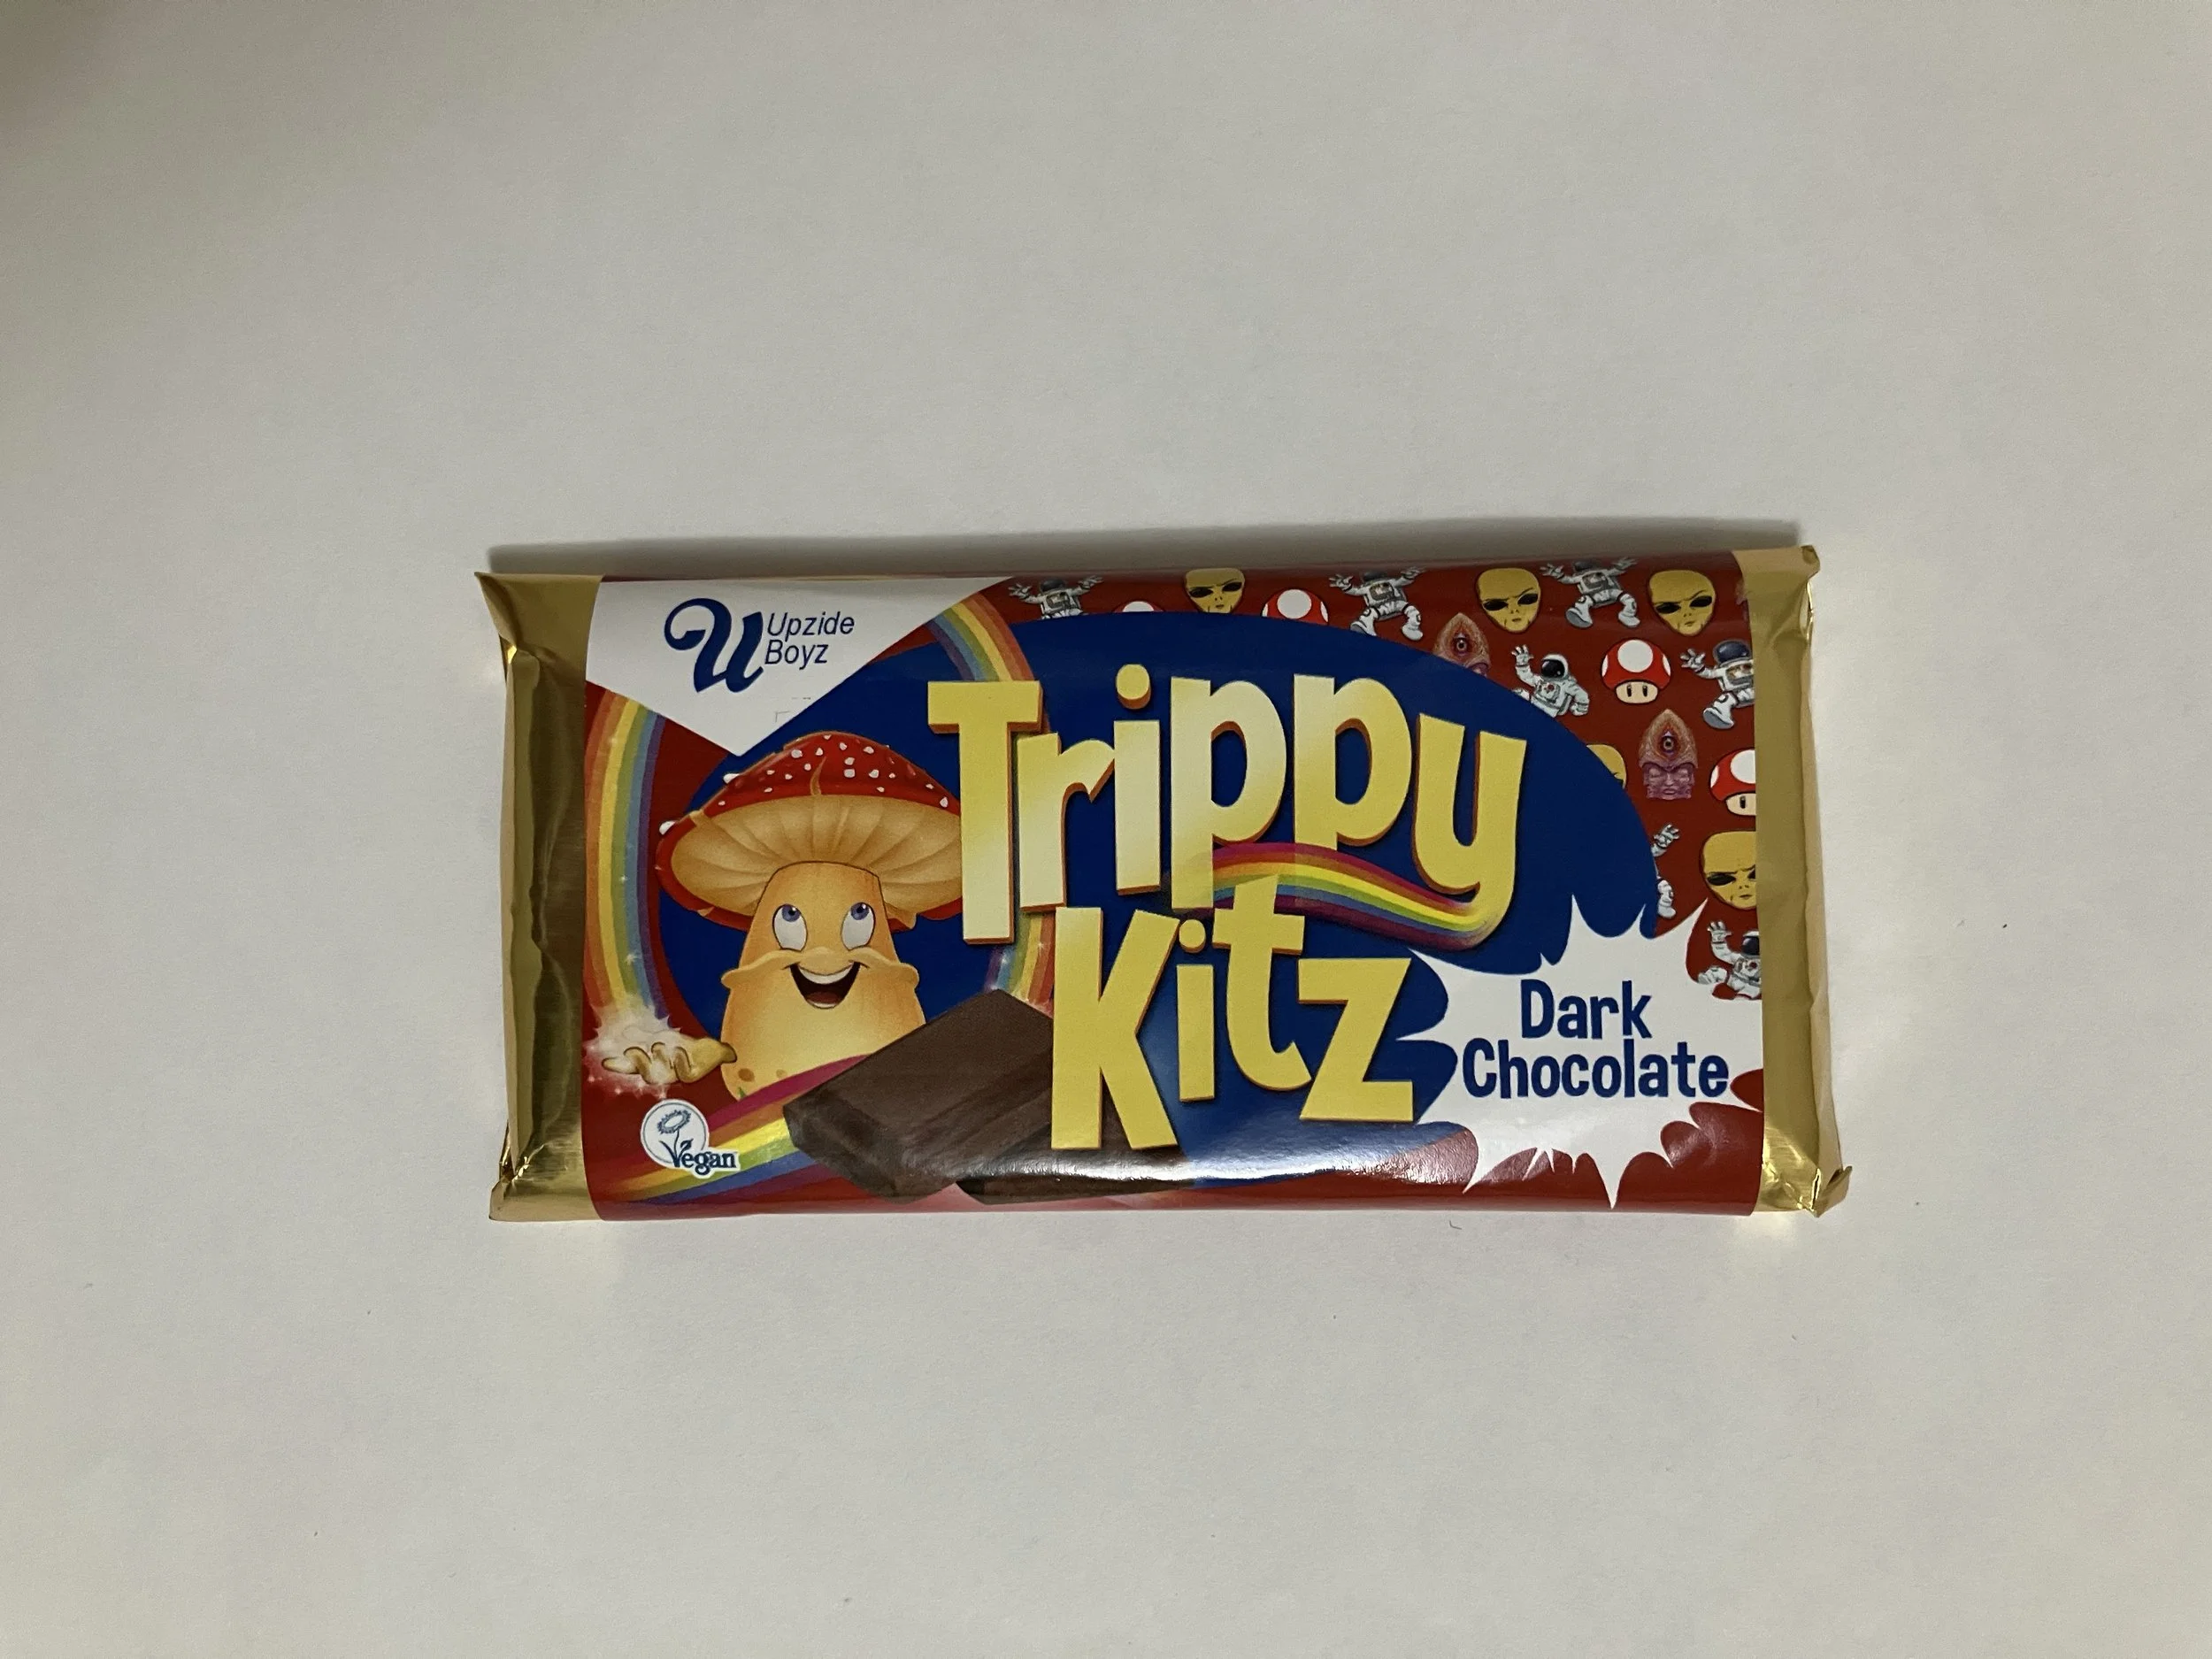 U
Upzide
Boyz
Trippy
Kitz
Dark
Chocolate
Vegan